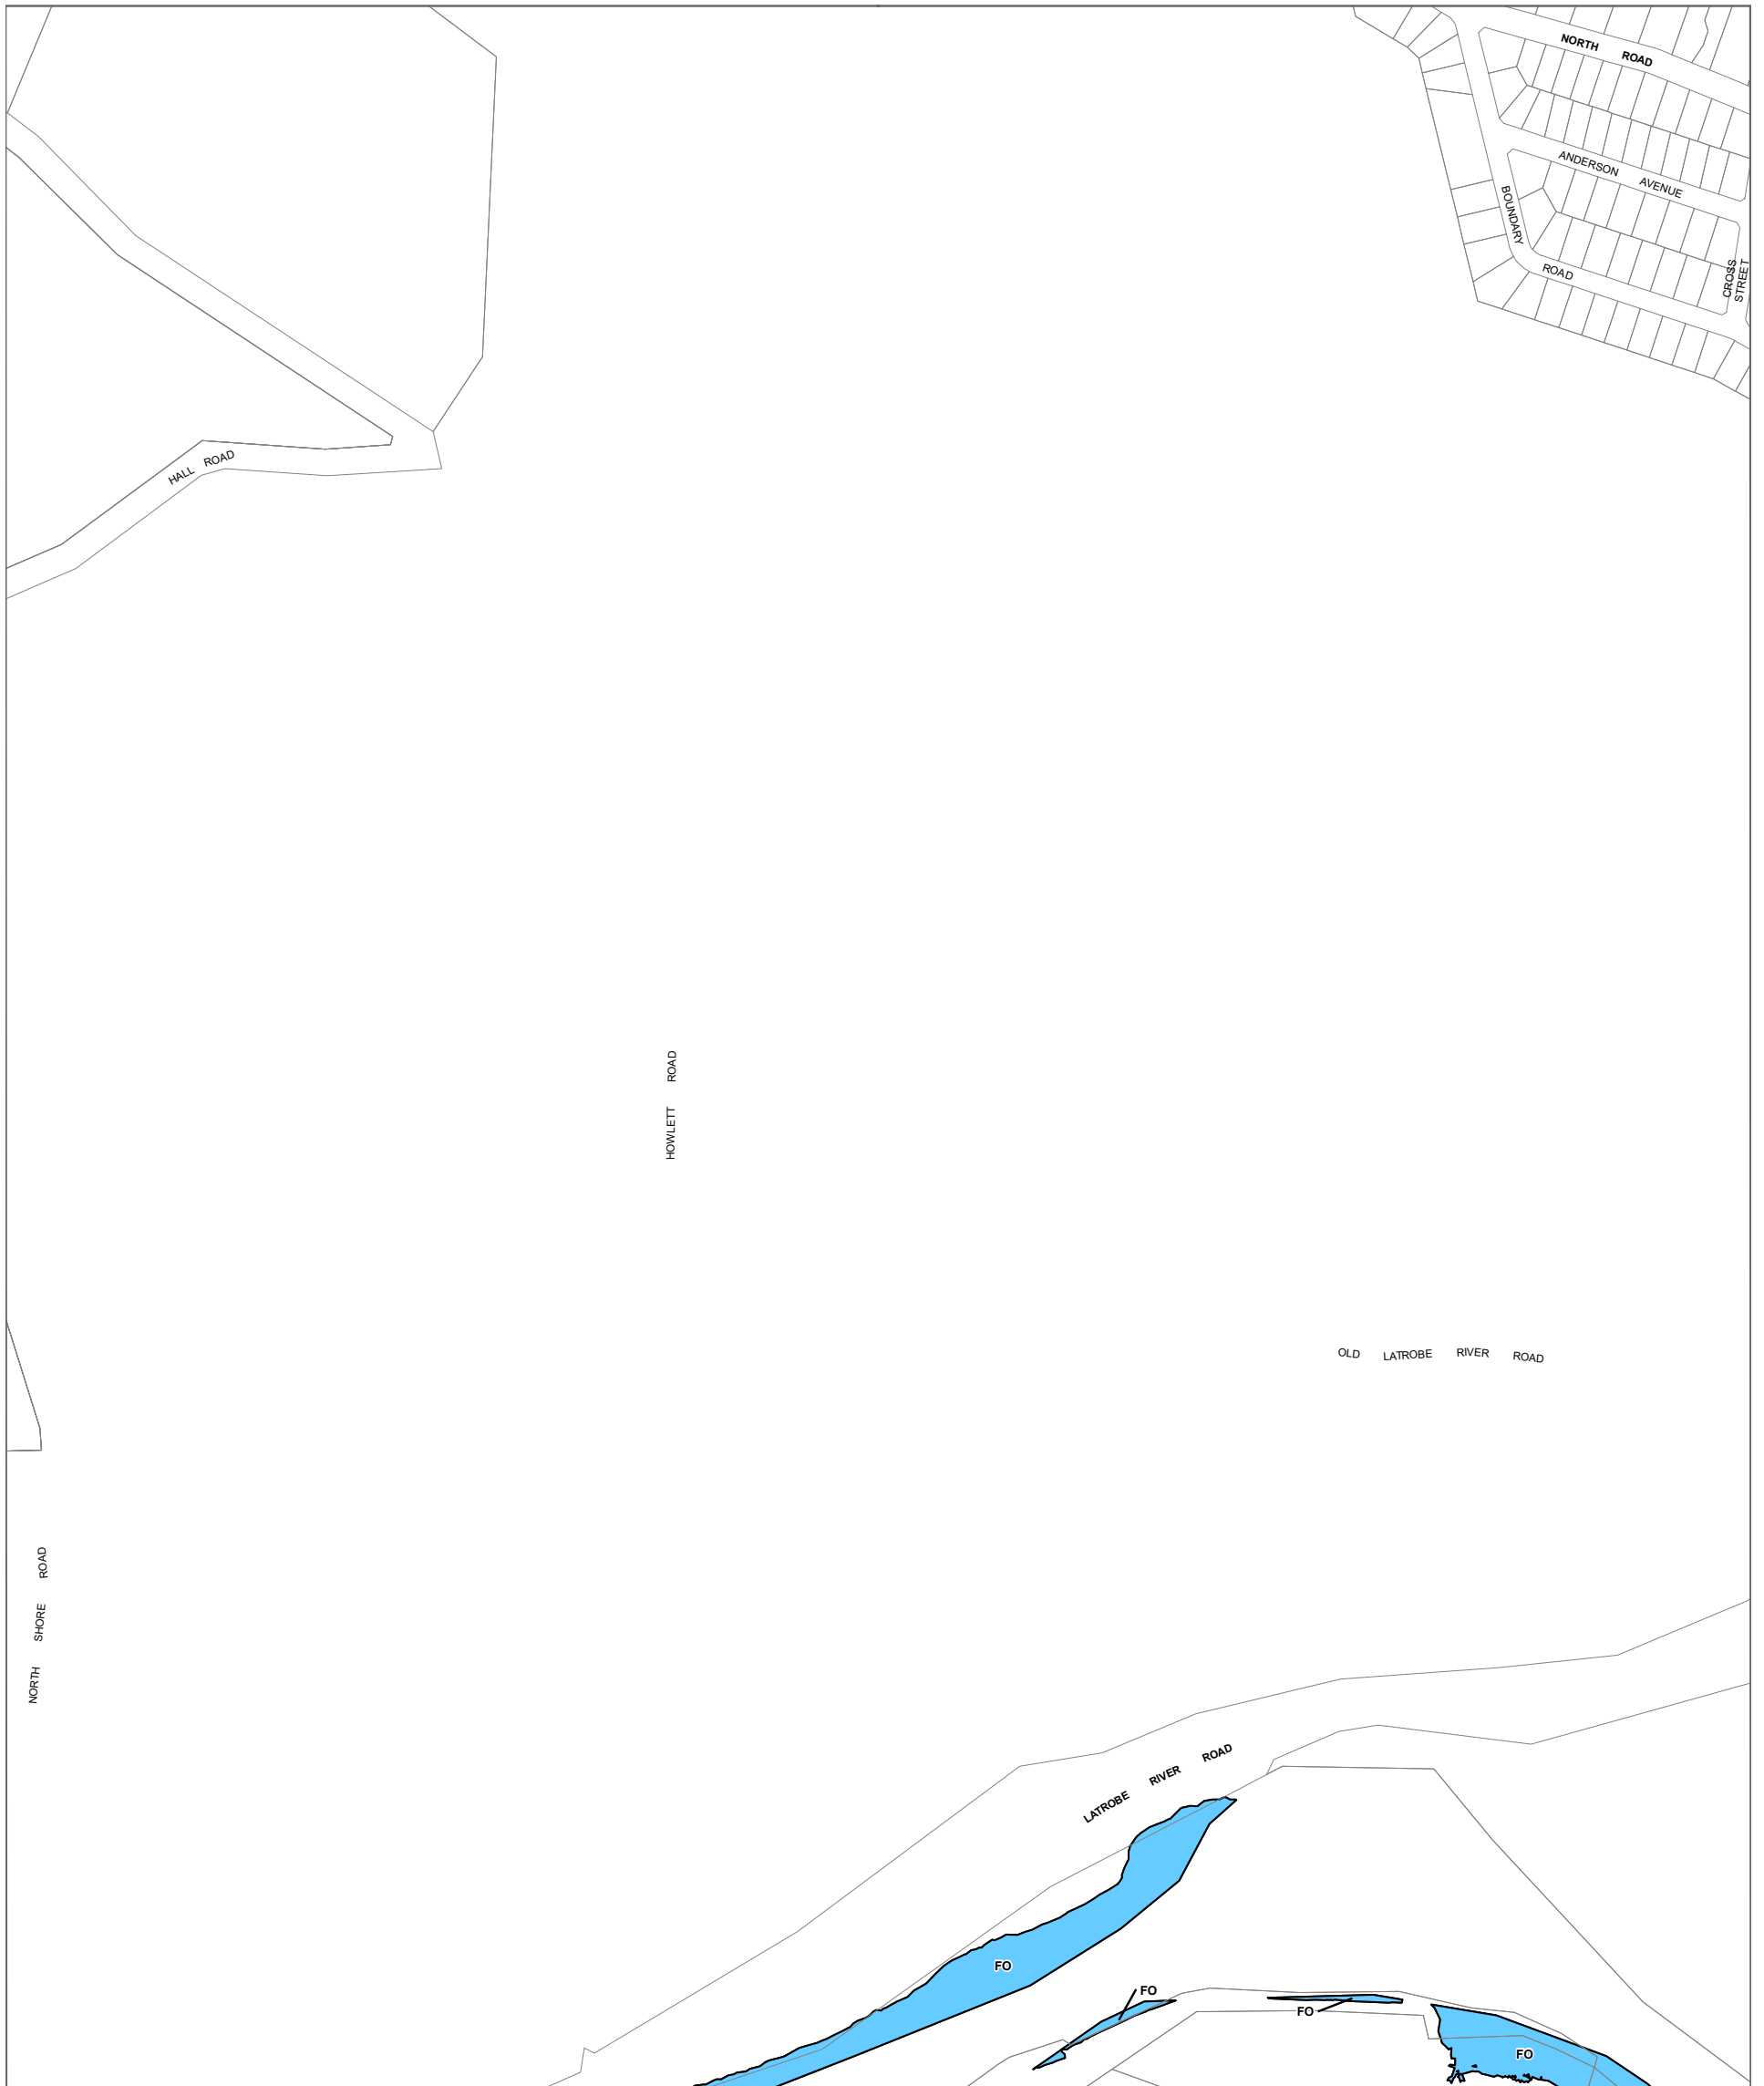 NORTH ROAD
ANDERSON AVENUE
BOUNDARY ROAD
CROSS STREET
HALL ROAD
HOWLETT ROAD
OLD LATROBE RIVER ROAD
NORTH SHORE ROAD
LATROBE RIVER ROAD
FO
FO
FO
FO